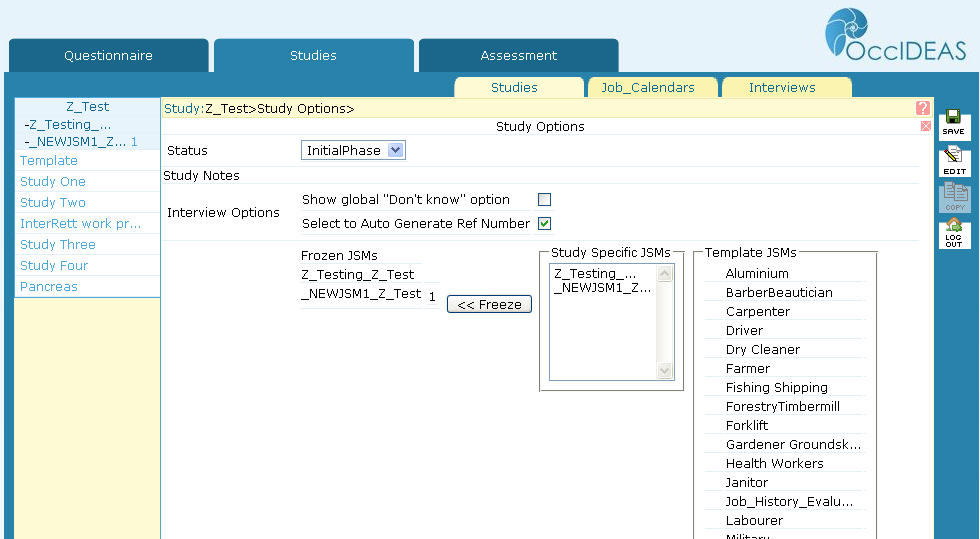 OccIDEAS
Questionnaire
Studies
Assessment
Studies
Job_Calendars
Interviews
Z_Test
-Z_Testing_...
-_NEWJSM1_Z... 1
Template
Study One
Study Two
InterRett work pr...
Study Three
Study Four
Pancreas
Study:Z_Test>Study Options>
?
Study Options
Status
InitialPhase
Study Notes
Interview Options
Show global "Don't know" option
Select to Auto Generate Ref Number
Frozen JSMs
Z_Testing_Z_Test
_NEWJSM1_Z_Test 1
<< Freeze
Study Specific JSMs
Z_Testing_...
_NEWJSM1_Z...
Template JSMs
Aluminium
BarberBeautician
Carpenter
Driver
Dry Cleaner
Farmer
Fishing Shipping
ForestryTimbermill
Forklift
Gardener Groundsk...
Health Workers
Janitor
Job_History_Evalu...
Labourer
Military
SAVE
EDIT
COPY
LOG
OUT